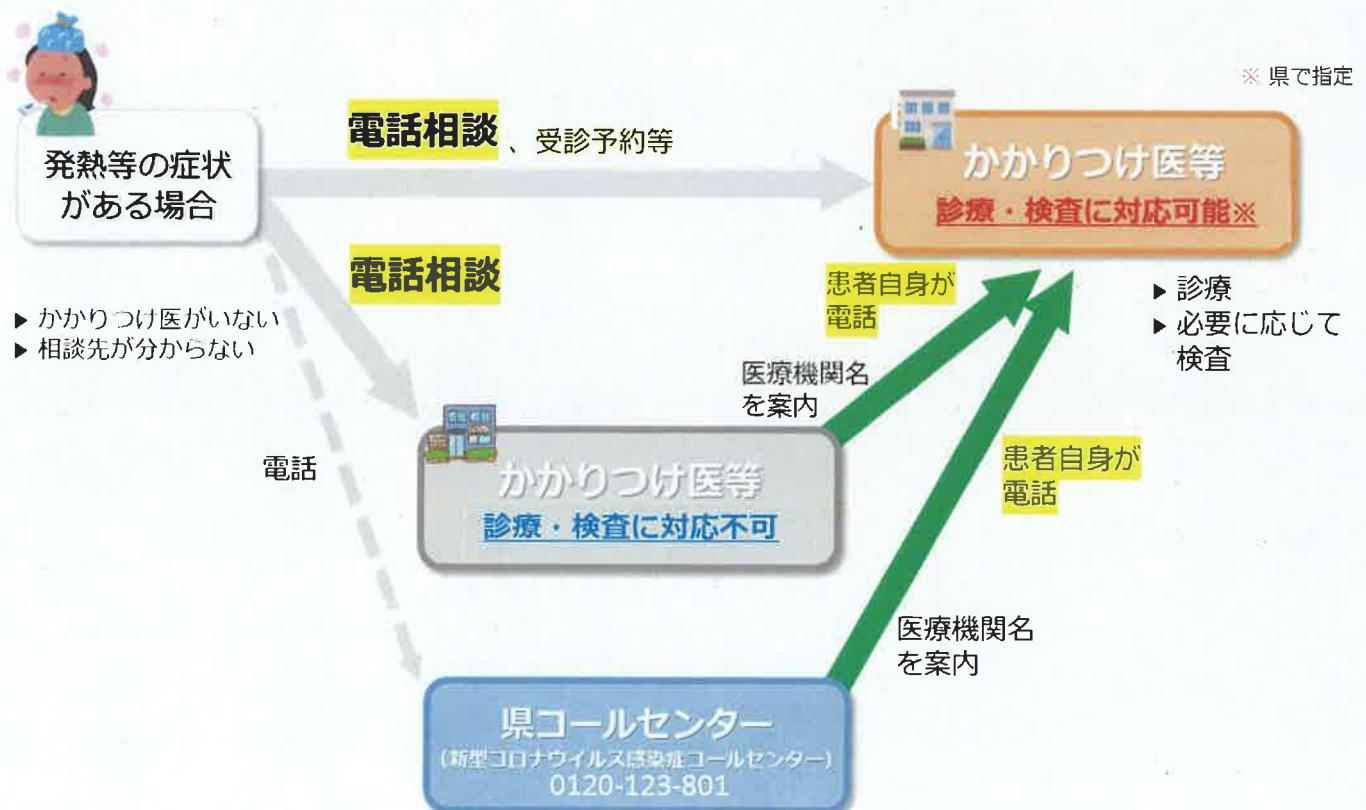 ※ 県で指定
発熱等の症状
がある場合
電話相談 、受診予約等
かかりつけ医等
診療・検査に対応可能※
電話相談
▶ かかりつけ医がいない
▶ 相談先が分からない
患者自身が
電話
▶ 診療
▶ 必要に応じて
検査
医療機関名
を案内
電話
かかりつけ医等
診療・検査に対応不可
患者自身が
電話
医療機関名
を案内
県コールセンター
(新型コロナウイルス感染症コールセンター)
0120-123-801